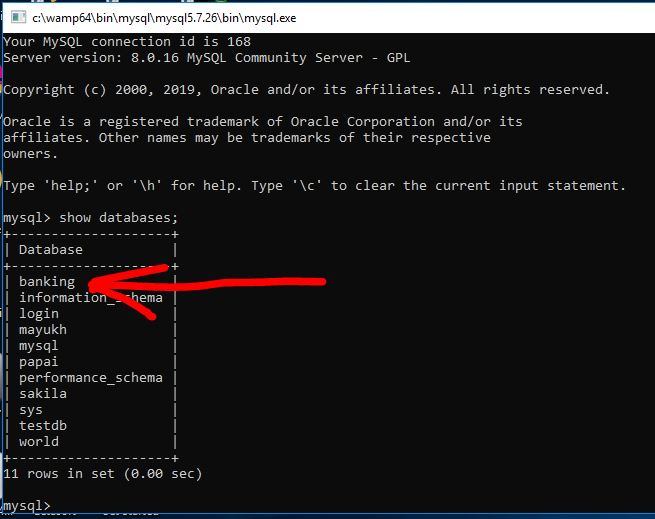 c:\wamp64\bin\mysql\mysql5.7.26\bin\mysql.exe
Your MySQL connection id is 168
Server version: 8.0.16 MySQL Community Server - GPL
Copyright (c) 2000, 2019, Oracle and/or its affiliates. All rights reserved.
Oracle is a registered trademark of Oracle Corporation and/or its
affiliates. Other names may be trademarks of their respective
owners.
Type 'help;' or '\h' for help. Type '\c' to clear the current input statement.
mysql> show databases;
+--------------------+
| Database           |
+--------------------+
| banking            |
| information_schema |
| login              |
| mayukh             |
| mysql              |
| papai              |
| performance_schema |
| sakila             |
| sys                |
| testdb             |
| world              |
+--------------------+
11 rows in set (0.00 sec)
mysql>